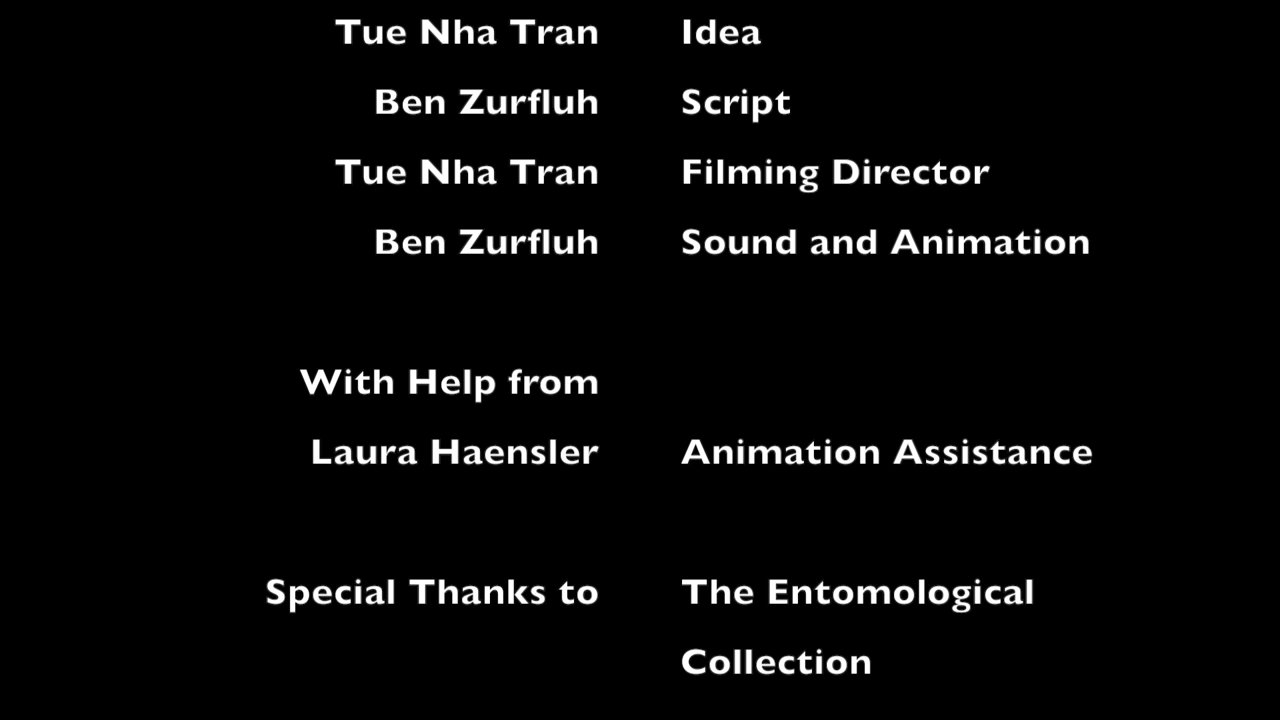 Tue Nha Tran Idea
Ben Zurfluh Script
Tue Nha Tran Filming Director
Ben Zurfluh Sound and Animation
With Help from
Laura Haensler Animation Assistance
Special Thanks to The Entomological
Collection